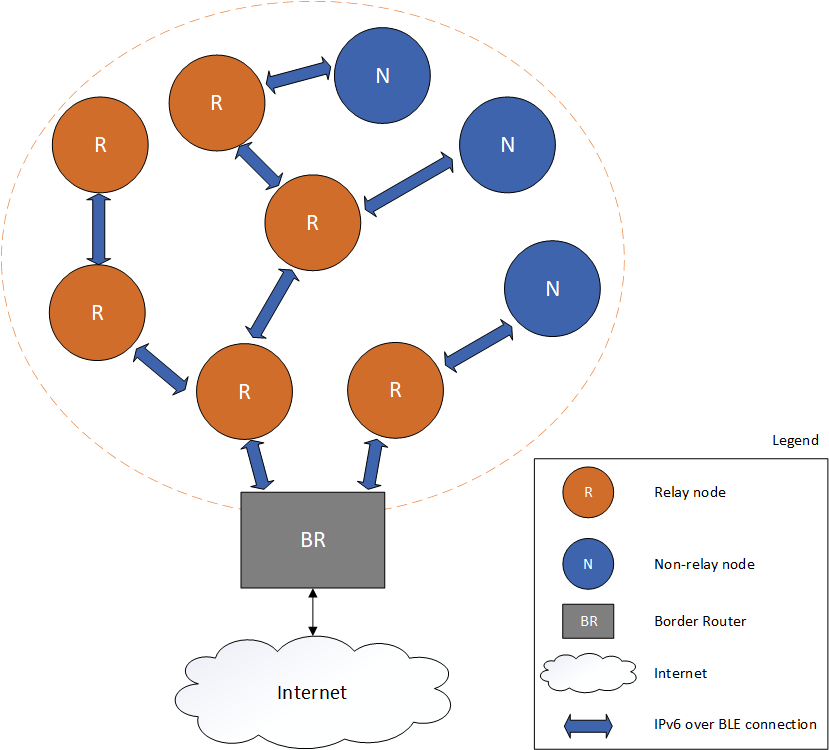 N
R
N
R
R
N
R
R
R
BR
Internet
Legend
R Relay node
N Non-relay node
BR Border Router
Internet
IPv6 over BLE connection